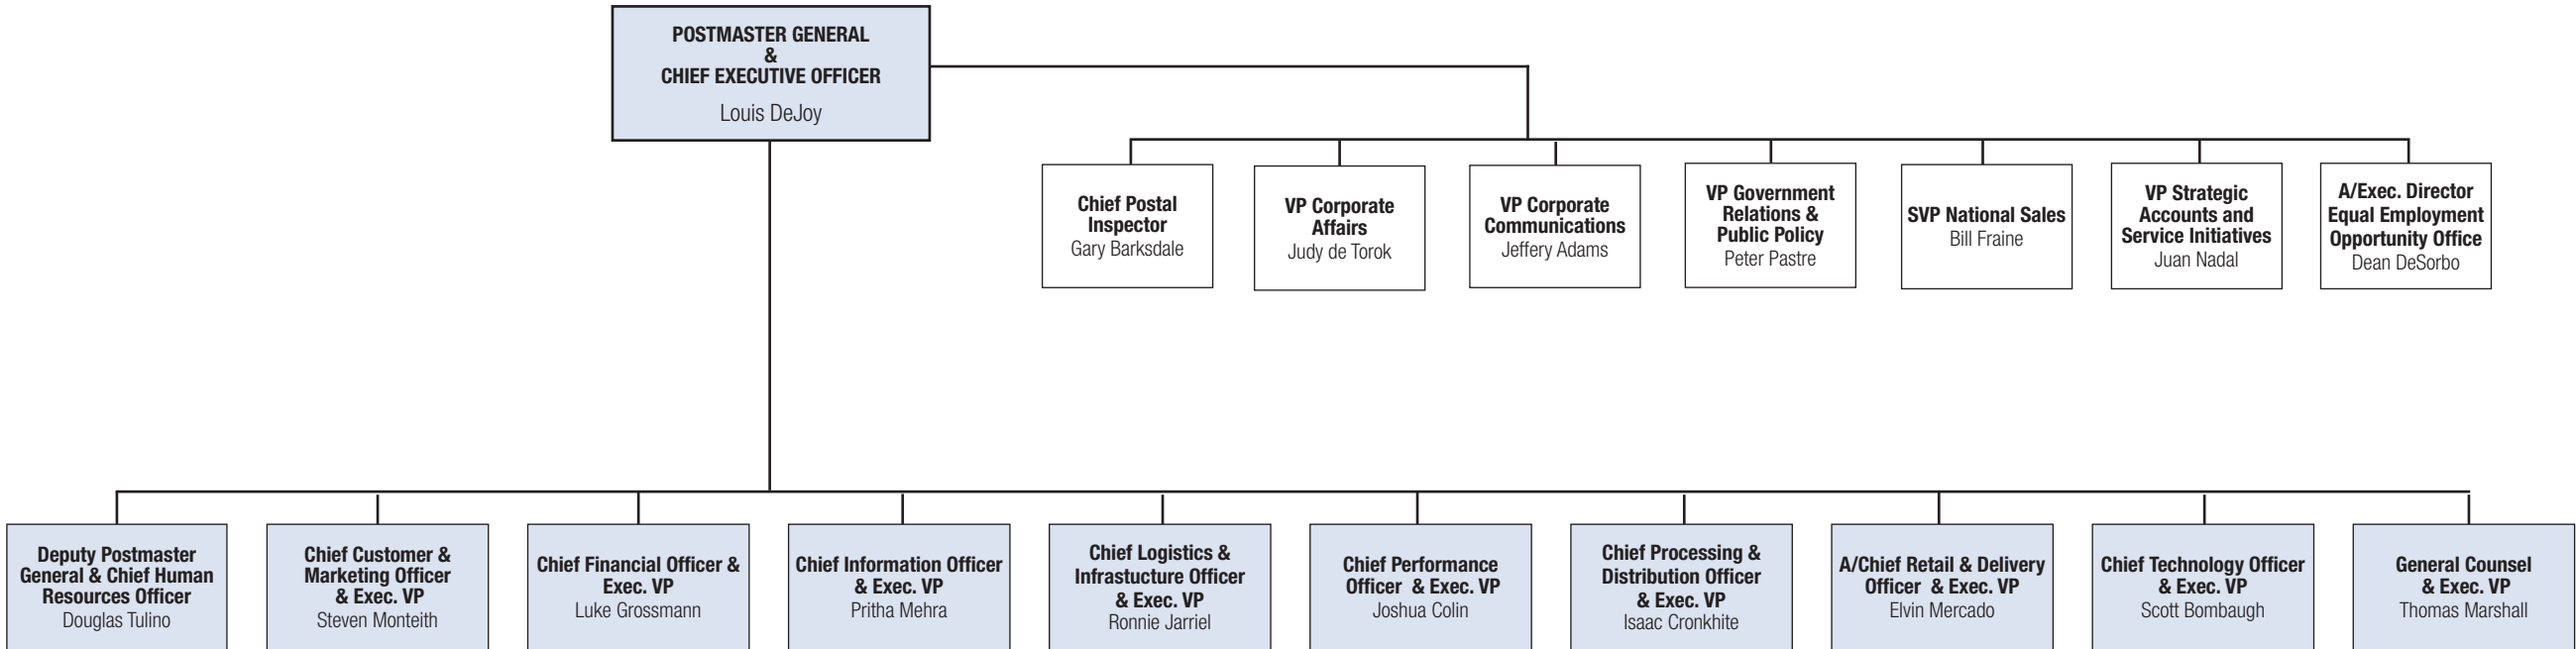 POSTMASTER GENERAL
&
CHIEF EXECUTIVE OFFICER
Louis DeJoy
Chief Postal
Inspector
Gary Barksdale
VP Corporate
Affairs
Judy de Torok
VP Corporate
Communications
Jeffery Adams
VP Government
Relations &
Public Policy
Peter Pastre
SVP National Sales
Bill Fraine
VP Strategic
Accounts and
Service Initiatives
Juan Nadal
A/Exec. Director
Equal Employment
Opportunity Office
Dean DeSorbo
Deputy Postmaster
General & Chief Human
Resources Officer
Douglas Tulino
Chief Customer &
Marketing Officer
& Exec. VP
Steven Monteith
Chief Financial Officer &
Exec. VP
Luke Grossmann
Chief Information Officer
& Exec. VP
Pritha Mehra
Chief Logistics &
Infrastucture Officer
& Exec. VP
Ronnie Jarriel
Chief Performance
Officer & Exec. VP
Joshua Colin
Chief Processing &
Distribution Officer
& Exec. VP
Isaac Cronkhite
A/Chief Retail & Delivery
Officer & Exec. VP
Elvin Mercado
Chief Technology Officer
& Exec. VP
Scott Bombaugh
General Counsel
& Exec. VP
Thomas Marshall